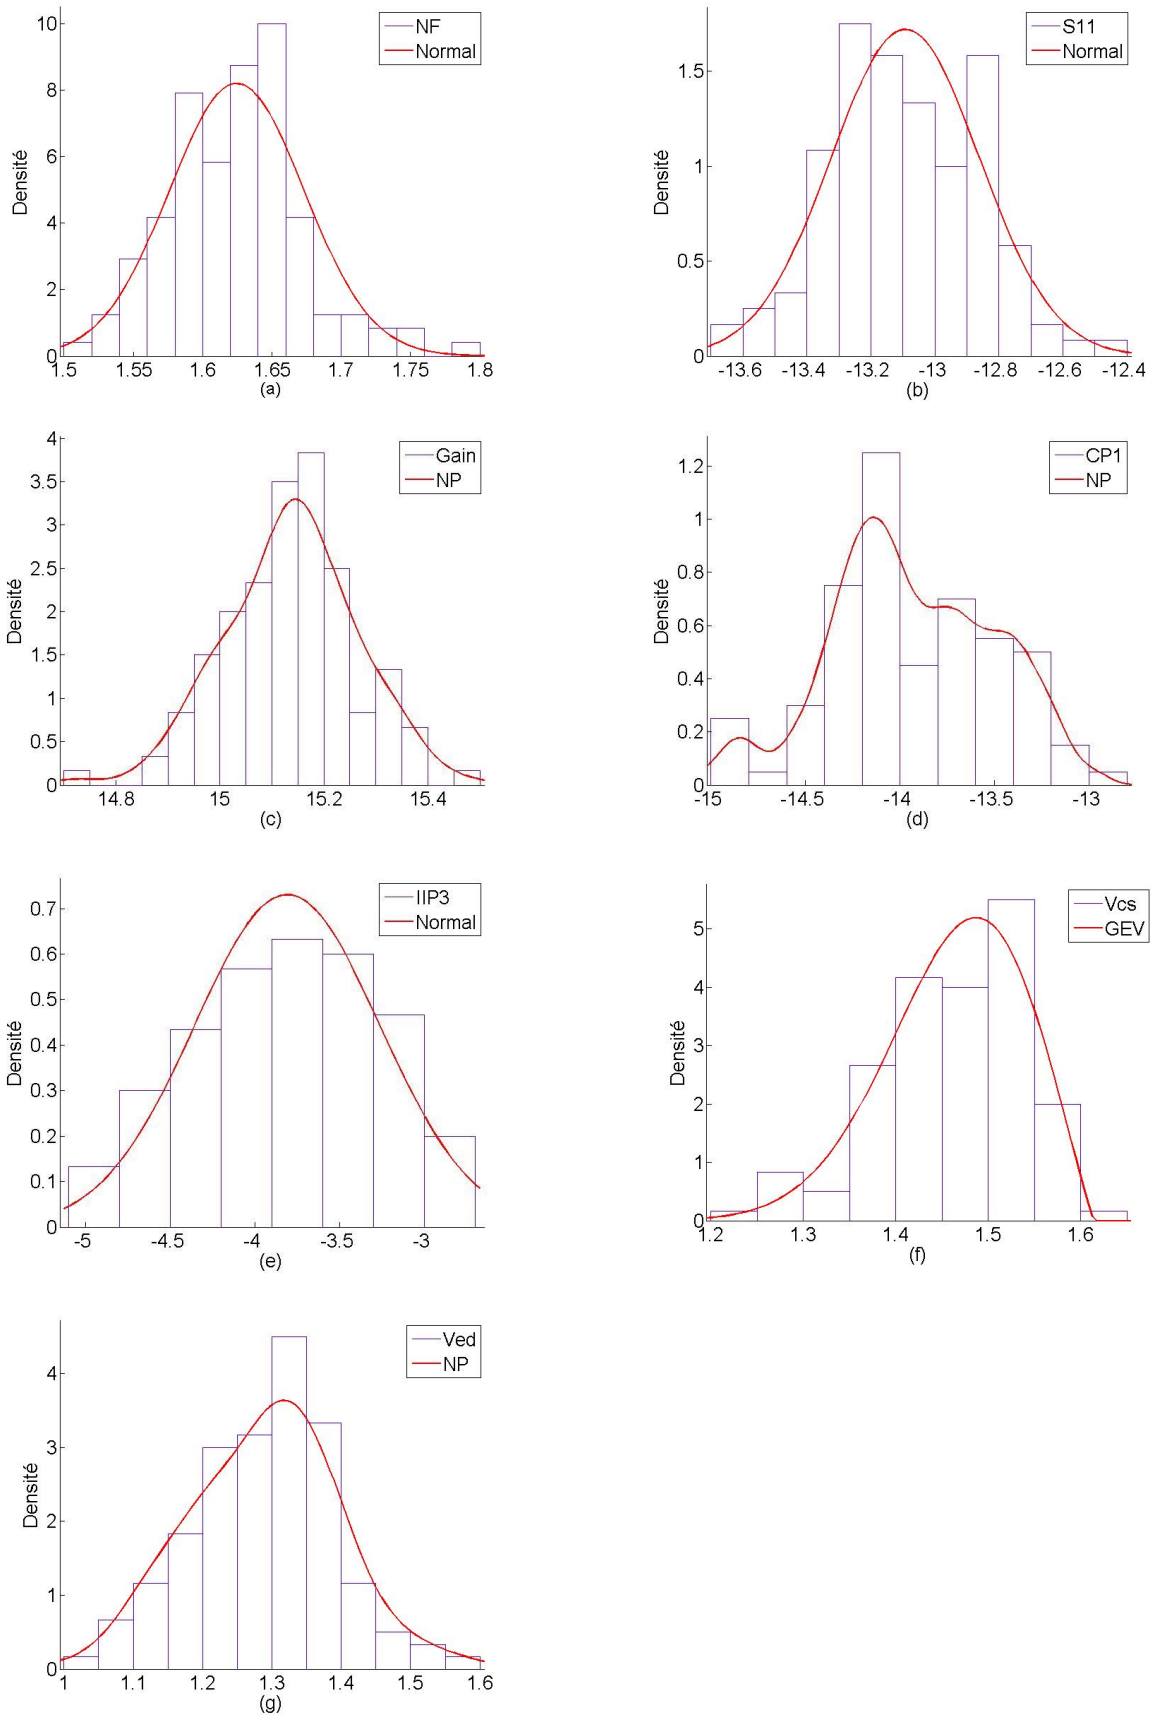 NF
Normal
10
8
6
4
2
0
Densité
1.5 1.55 1.6 1.65 1.7 1.75 1.8
(a)
S11
Normal
1.5
1
0.5
0
Densité
-13.6 -13.4 -13.2 -13 -12.8 -12.6 -12.4
(b)
Gain
NP
4
3.5
3
2.5
2
1.5
1
0.5
0
Densité
14.8 15 15.2 15.4
(c)
CP1
NP
1.2
1
0.8
0.6
0.4
0.2
0
Densité
-15 -14.5 -14 -13.5 -13
(d)
IIP3
Normal
0.7
0.6
0.5
0.4
0.3
0.2
0.1
0
Densité
-5 -4.5 -4 -3.5 -3
(e)
Vcs
GEV
5
4
3
2
1
0
Densité
1.2 1.3 1.4 1.5 1.6
(f)
Ved
NP
4
3
2
1
0
Densité
1 1.1 1.2 1.3 1.4 1.5 1.6
(g)